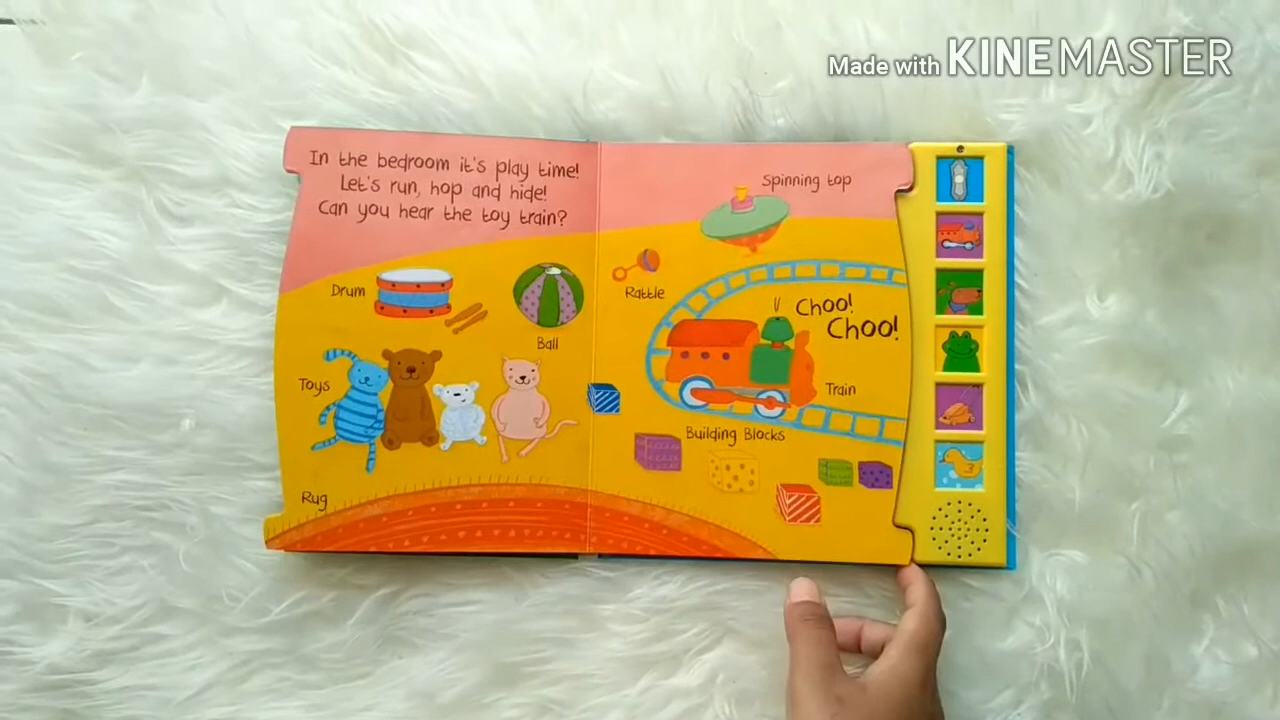 Made with KINEMASTER
In the bedroom it's play time!
Let's run, hop and hide!
Can you hear the toy train?
Drum
Ball
Toys
Rug
Spinning top
Rattle
Choo!
Choo!
Train
Building Blocks